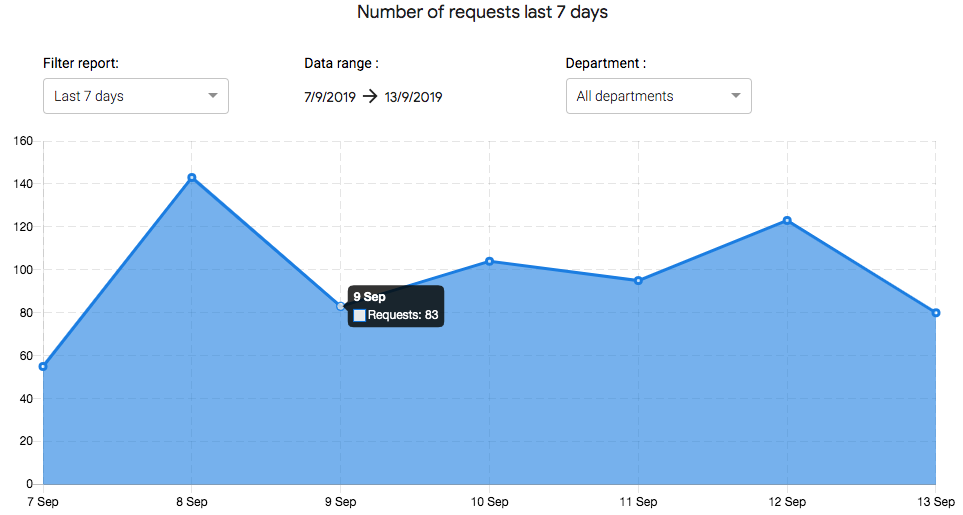 Number of requests last 7 days
Filter report: Data range : Department :
Last 7 days 7/9/2019 → 13/9/2019 All departments
160
140
120
100
80
60
40
20
0
9 Sep
Requests: 83
7 Sep 8 Sep 9 Sep 10 Sep 11 Sep 12 Sep 13 Sep